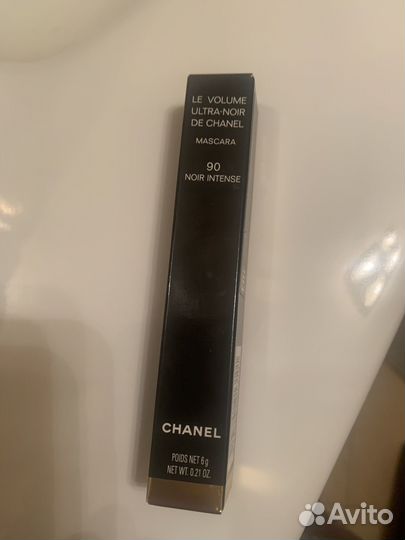 LE VOLUME
ULTRA-NOIR
DE CHANEL
MASCARA
90
NOIR INTENSE
CHANEL
POIDS NET 6 g
NET WT. 0.21 OZ.
Avito